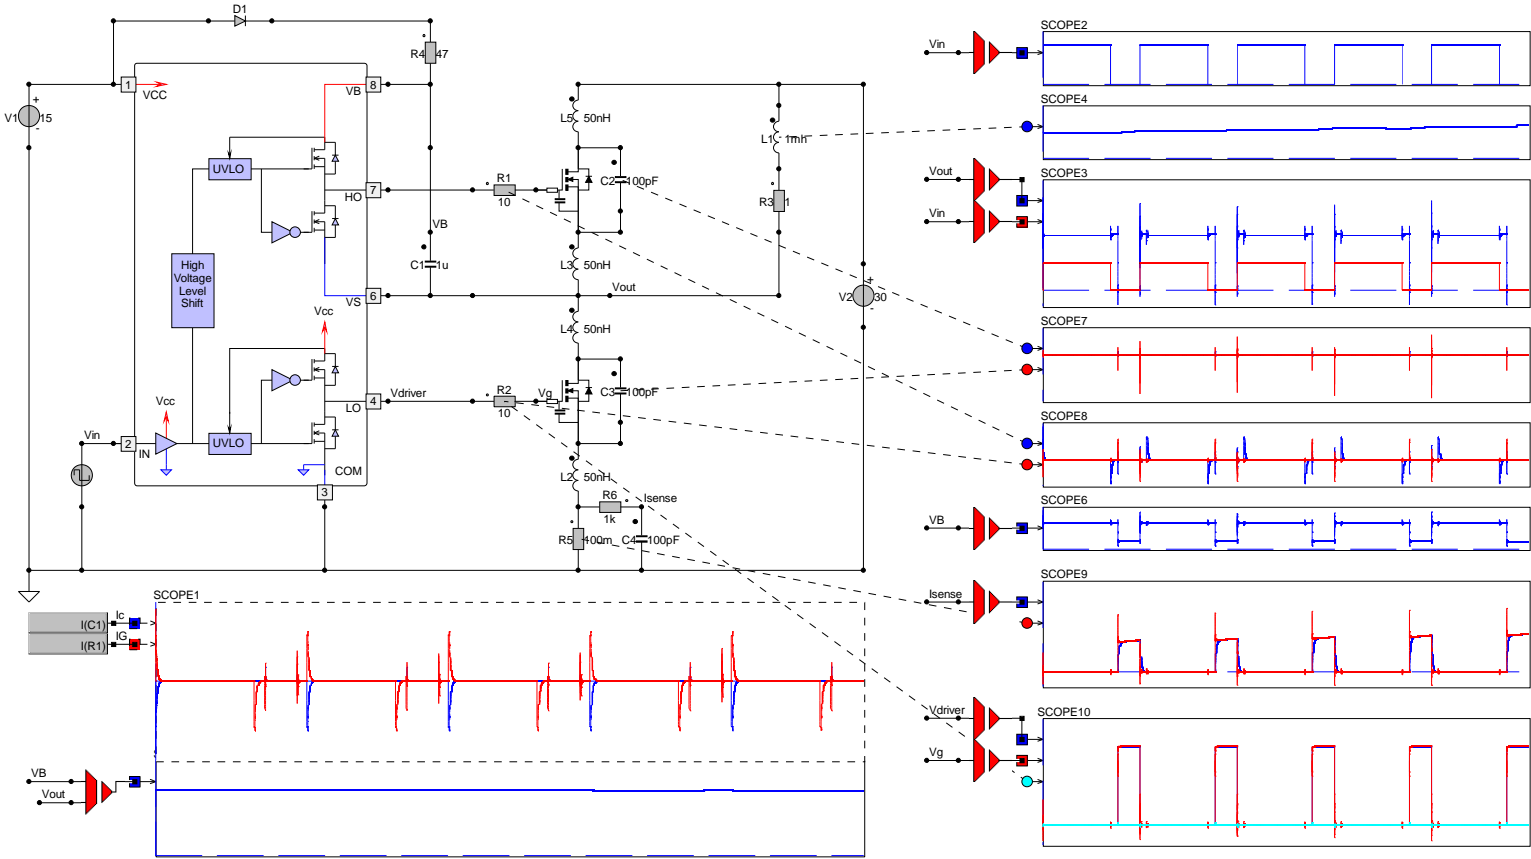 D1
R4 47
V1 + 15 -
1
VCC
VB
8
UVLO
HO
7
High
Voltage
Level
Shift
VS
6
Vcc
UVLO
LO
4
Vcc
Vin
2
IN
COM
3
VB
C1 1u
R1
10
L5 50nH
C2 100pF
L3 50nH
Vout
L4 50nH
Vdriver
R2
10
Vg
C3 100pF
L2 50nH
R6
1k
Isense
R5 400m
C4 100pF
L1 1mh
R3 1
V2 + 30 -
Vin
SCOPE2
SCOPE4
Vout
Vin
SCOPE3
SCOPE7
SCOPE8
VB
SCOPE6
Isense
SCOPE9
Vdriver
Vg
SCOPE10
SCOPE1
I(C1)
Ic
I(R1)
IG
VB
Vout